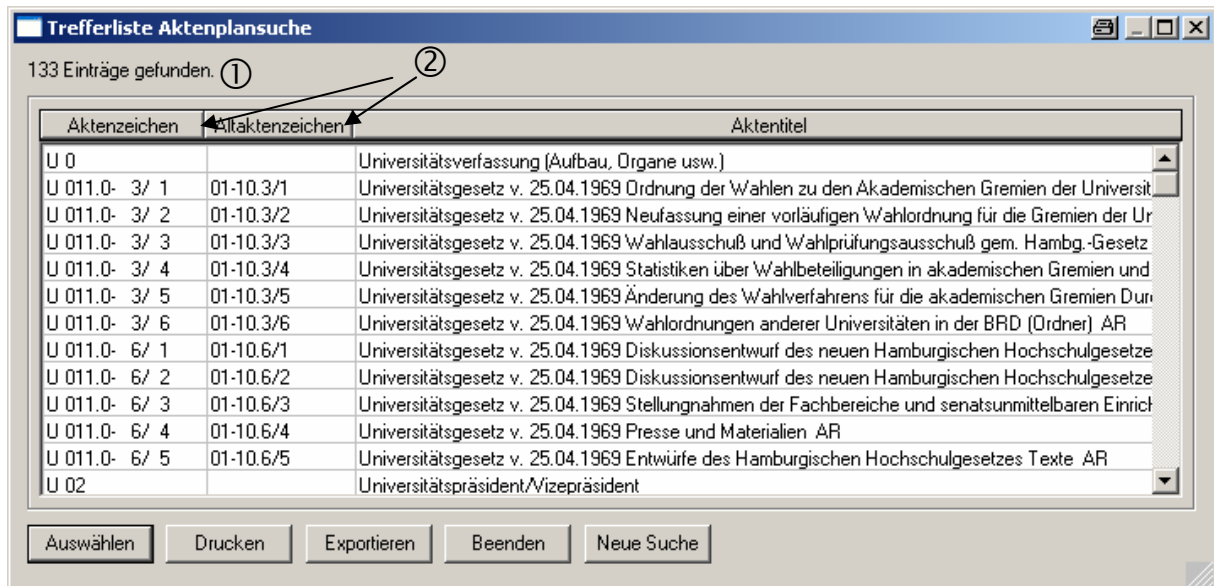 Trefferliste Aktenplansuche
133 Einträge gefunden. ① ②
Aktenzeichen Altaktenzeichen Aktentitel
U 0 Universitätsverfassung (Aufbau, Organe usw.)
U 011.0- 3/ 1 01-10.3/1 Universitätsgesetz v. 25.04.1969 Ordnung der Wahlen zu den Akademischen Gremien der Universit
U 011.0- 3/ 2 01-10.3/2 Universitätsgesetz v. 25.04.1969 Neufassung einer vorläufigen Wahlordnung für die Gremien der Un
U 011.0- 3/ 3 01-10.3/3 Universitätsgesetz v. 25.04.1969 Wahlausschuß und Wahlprüfungsausschuß gem. Hambg.-Gesetz
U 011.0- 3/ 4 01-10.3/4 Universitätsgesetz v. 25.04.1969 Statistiken über Wahlbeteiligungen in akademischen Gremien und
U 011.0- 3/ 5 01-10.3/5 Universitätsgesetz v. 25.04.1969 Änderung des Wahlverfahrens für die akademischen Gremien Dur
U 011.0- 3/ 6 01-10.3/6 Universitätsgesetz v. 25.04.1969 Wahlordnungen anderer Universitäten in der BRD (Ordner) AR
U 011.0- 6/ 1 01-10.6/1 Universitätsgesetz v. 25.04.1969 Diskussionsentwurf des neuen Hamburgischen Hochschulgesetze
U 011.0- 6/ 2 01-10.6/2 Universitätsgesetz v. 25.04.1969 Diskussionsentwurf des neuen Hamburgischen Hochschulgesetze
U 011.0- 6/ 3 01-10.6/3 Universitätsgesetz v. 25.04.1969 Stellungnahmen der Fachbereiche und senatsunmittelbaren Einrich
U 011.0- 6/ 4 01-10.6/4 Universitätsgesetz v. 25.04.1969 Presse und Materialien AR
U 011.0- 6/ 5 01-10.6/5 Universitätsgesetz v. 25.04.1969 Entwürfe des Hamburgischen Hochschulgesetzes Texte AR
U 02 Universitätspräsident/Vizepräsident
Auswählen Drucken Exportieren Beenden Neue Suche